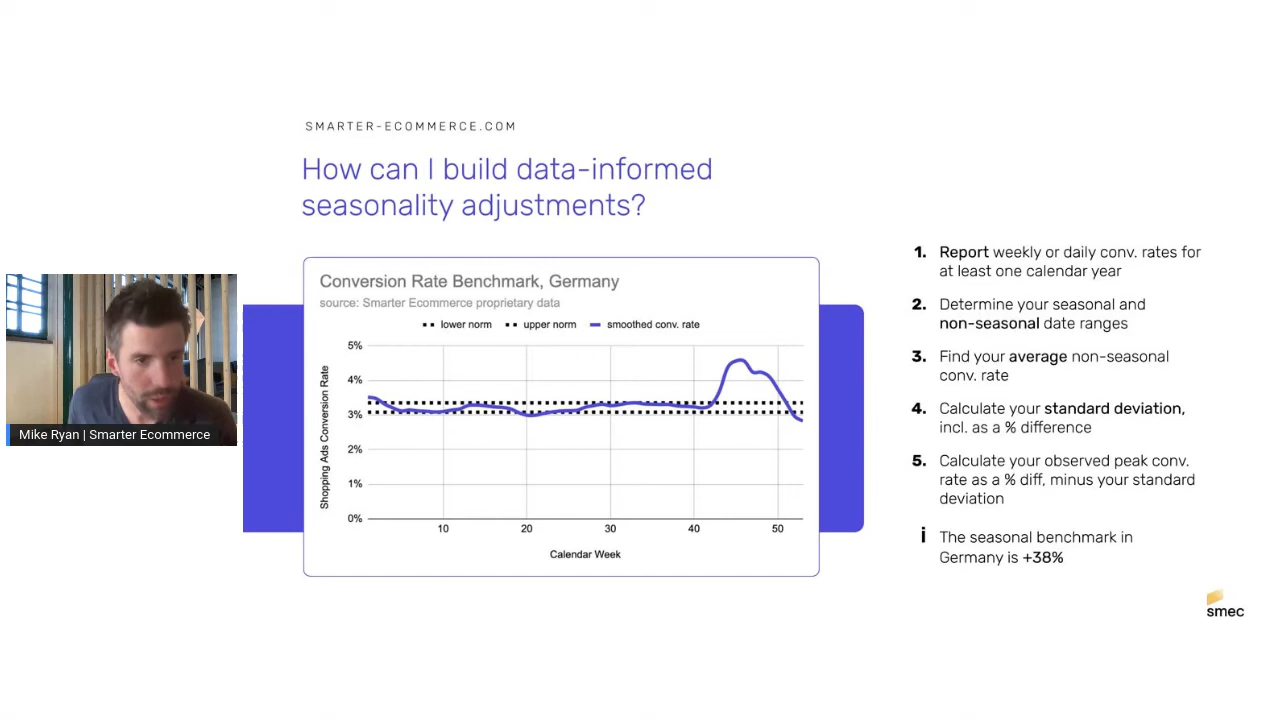 SMARTER-ECOMMERCE.COM
How can I build data-informed
seasonality adjustments?
Conversion Rate Benchmark, Germany
source: Smarter Ecommerce proprietary data
lower norm upper norm smoothed conv. rate
5%
4%
3%
2%
1%
0%
Shopping Ads Conversion Rate
10 20 30 40 50
Calendar Week
1. Report weekly or daily conv. rates for
at least one calendar year
2. Determine your seasonal and
non-seasonal date ranges
3. Find your average non-seasonal
conv. rate
4. Calculate your standard deviation,
incl. as a % difference
5. Calculate your observed peak conv.
rate as a % diff, minus your standard
deviation
i The seasonal benchmark in
Germany is +38%
smec
Mike Ryan | Smarter Ecommerce